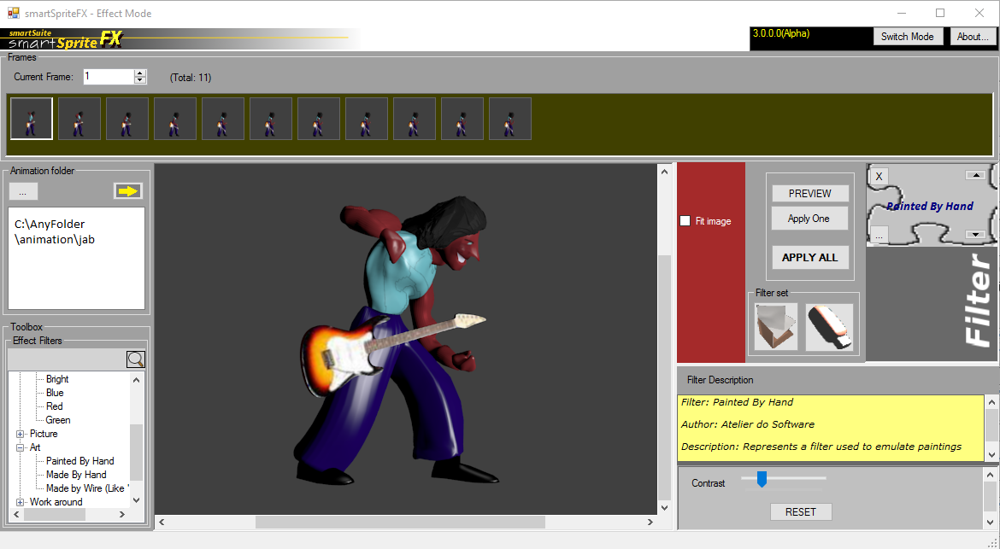 smartSpriteFX - Effect Mode
smartSuite
smartSpriteFX
3.0.0.0(Alpha)
Switch Mode
About...
Frames
Current Frame:
1
(Total: 11)
Animation folder
...
C:\AnyFolder
\animation\jab
Toolbox
Effect Filters
Bright
Blue
Red
Green
Picture
Art
Painted By Hand
Made By Hand
Made by Wire (Like '
Work around
Fit image
PREVIEW
Apply One
APPLY ALL
Filter set
X
Painted By Hand
...
Filter
Filter Description
Filter: Painted By Hand
Author: Atelier do Software
Description: Represents a filter used to emulate paintings
Contrast
RESET